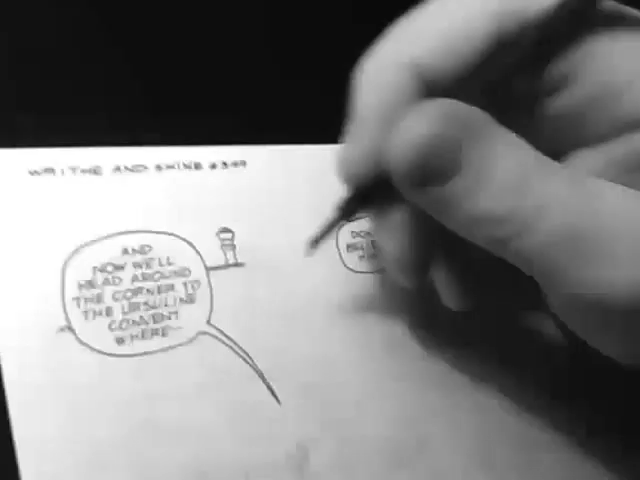 WRITHE AND SHINE #349
AND
NOW WE'LL
HEAD AROUND
THE CORNER TO
THE URSULINE
CONVENT
WHERE...